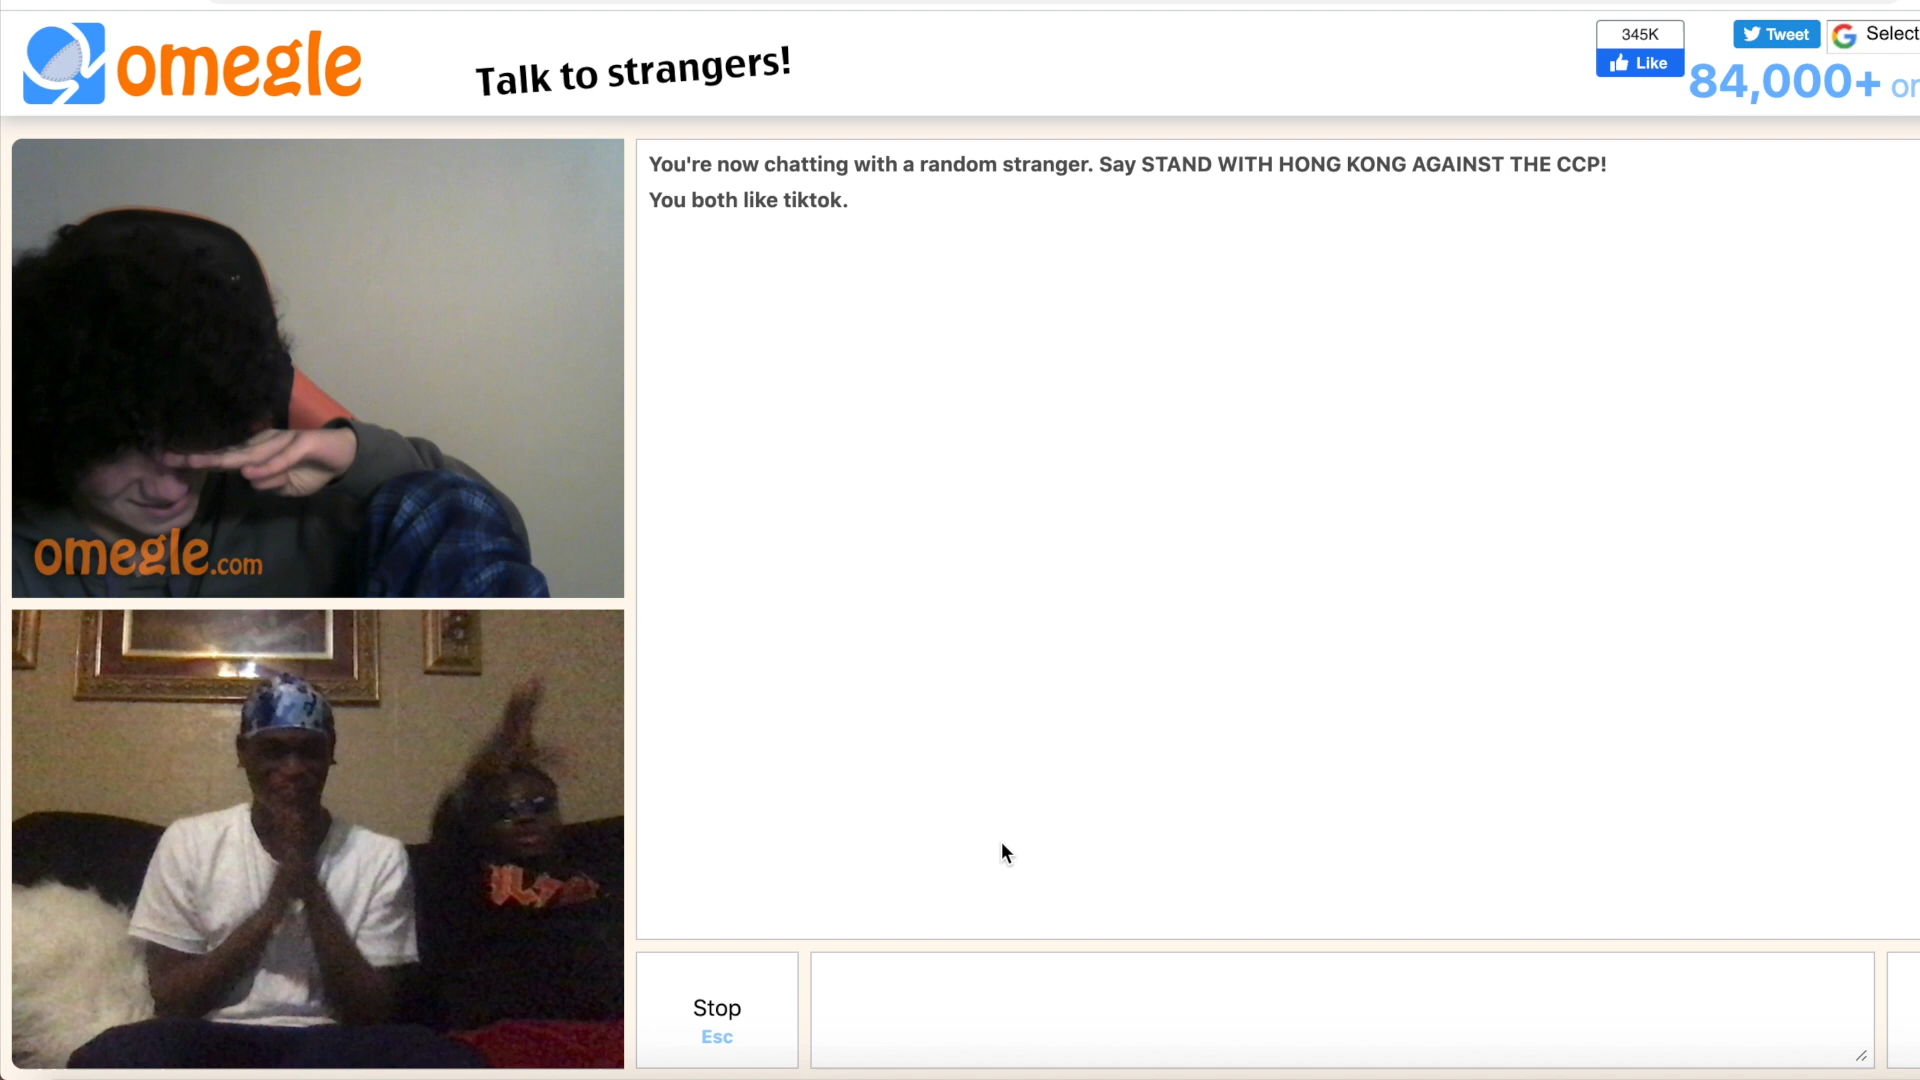 omegle
Talk to strangers!
345K
Like
Tweet
Select
84,000+ or
You're now chatting with a random stranger. Say STAND WITH HONG KONG AGAINST THE CCP!
You both like tiktok.
omegle.com
Stop
Esc